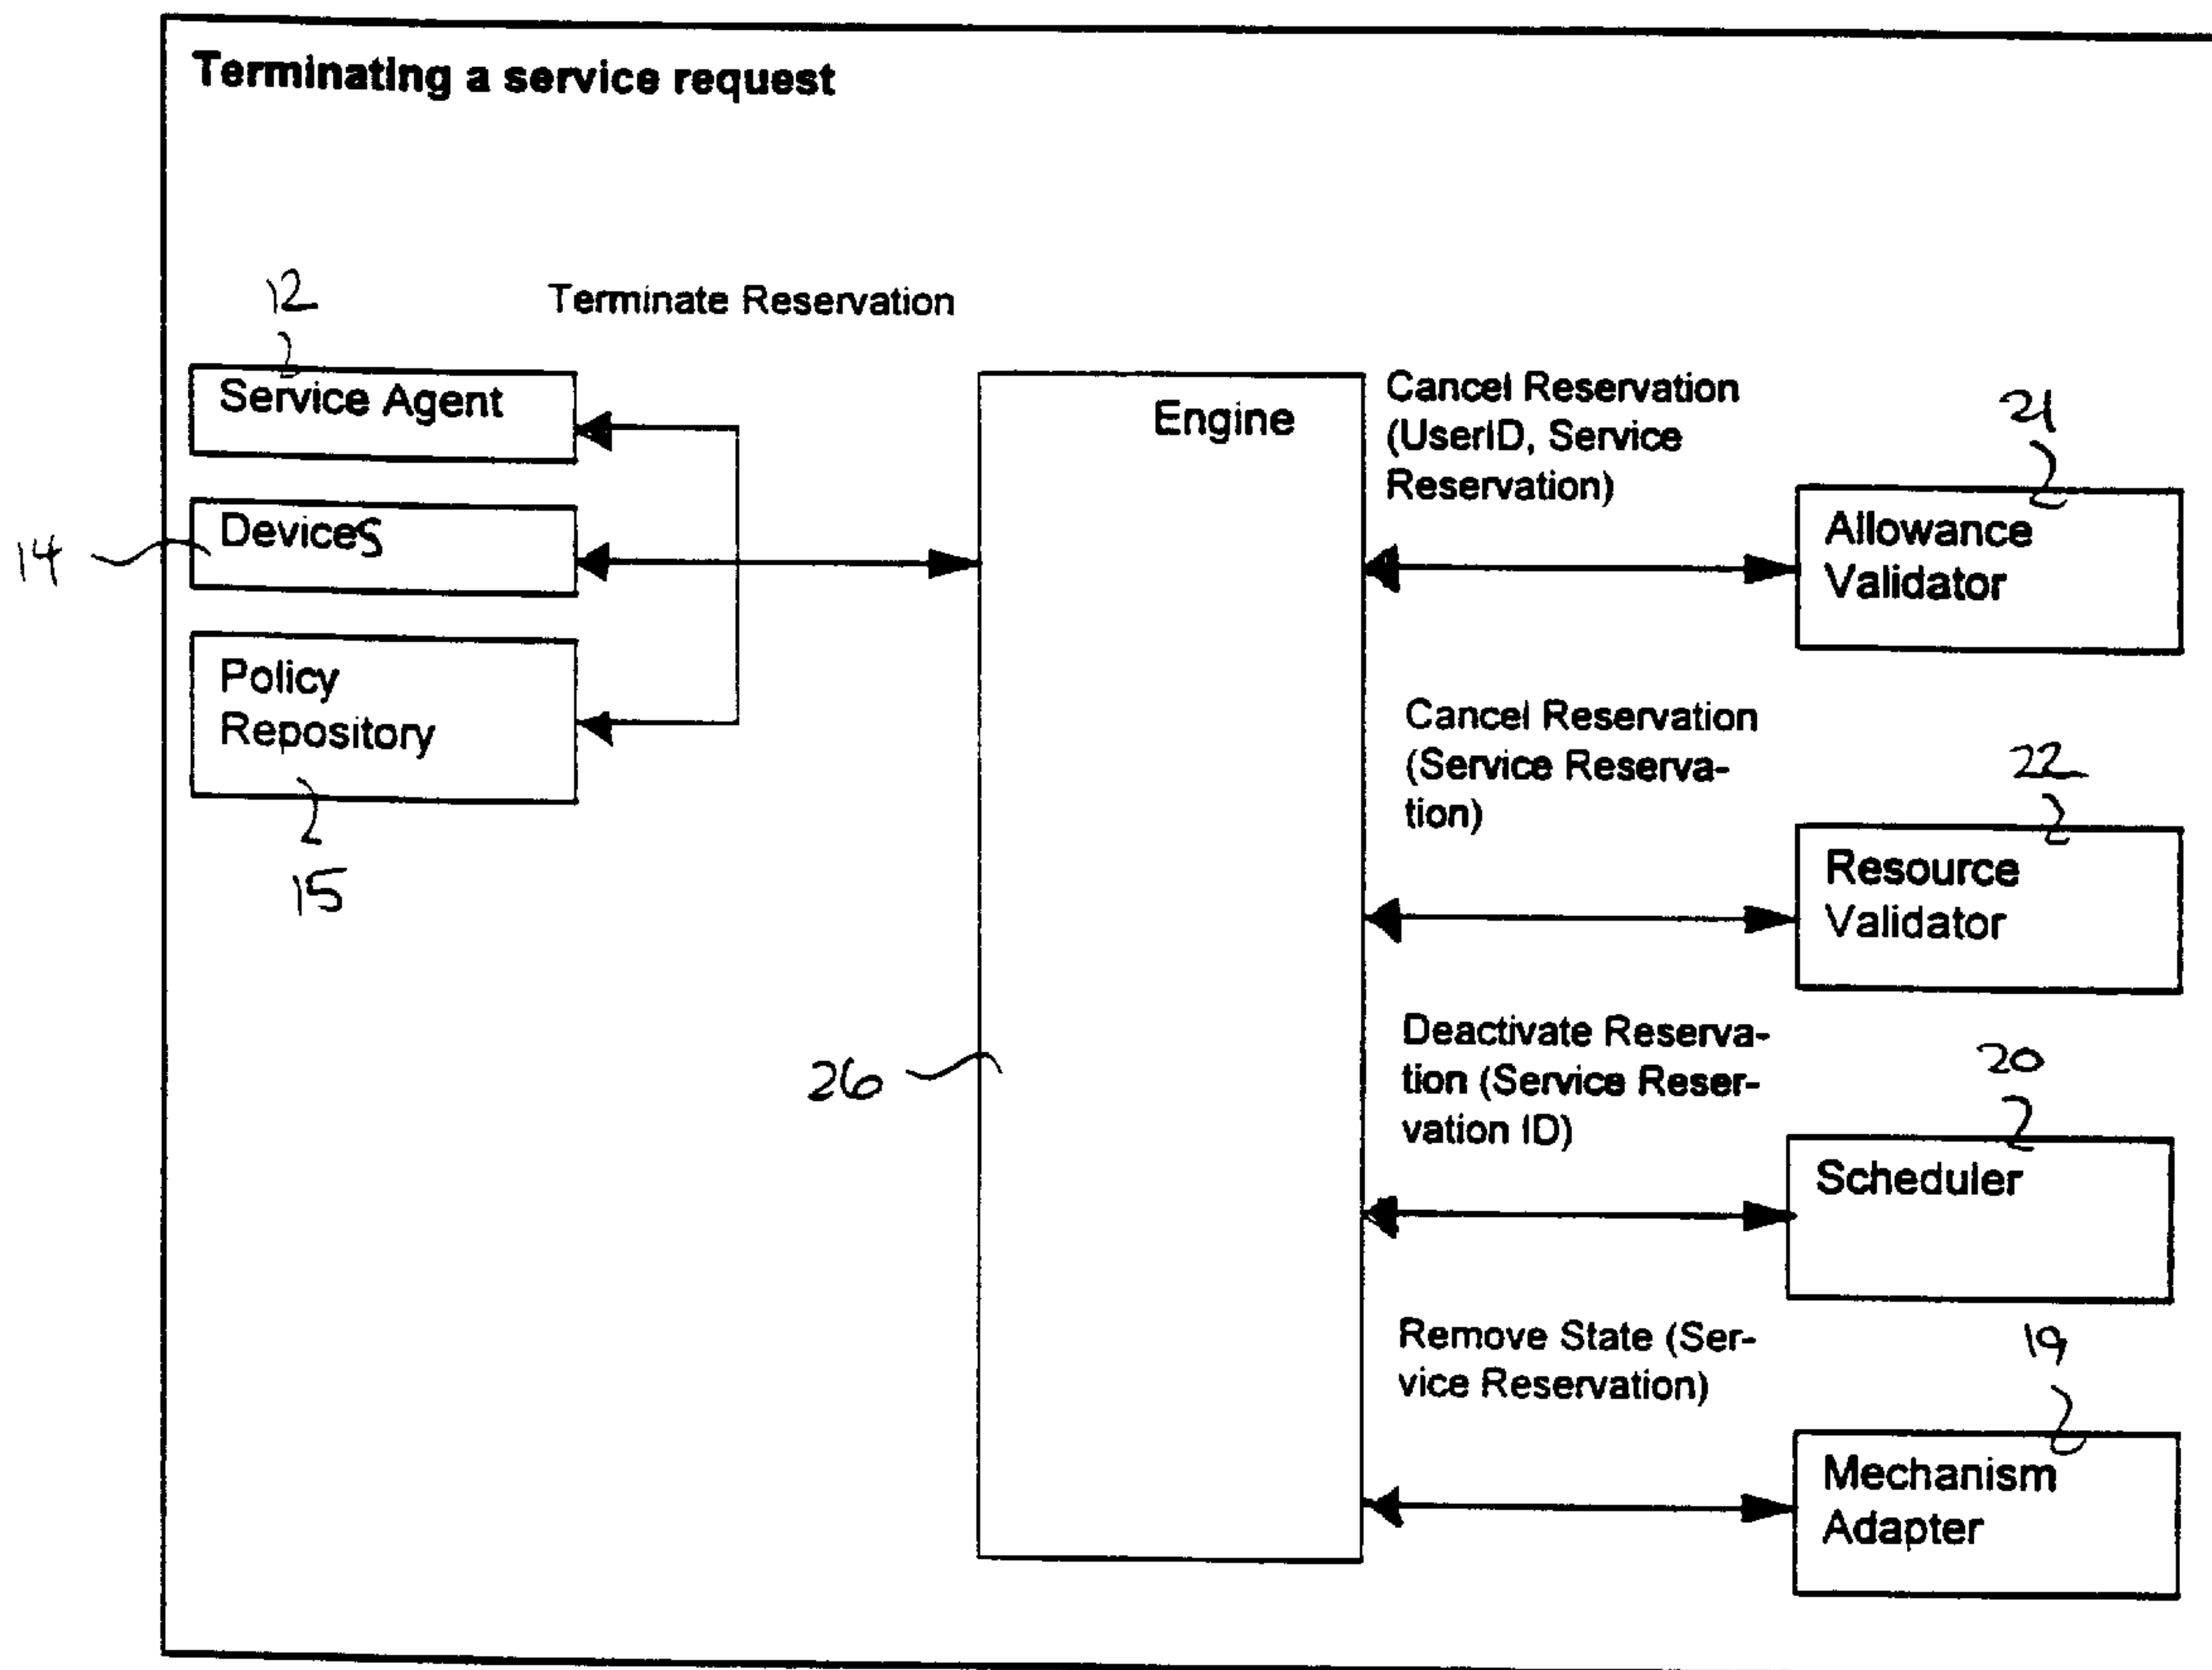 Terminating a service request
12
Terminate Reservation
Service Agent
14
Devices
Policy
Repository
15
Engine
26
Cancel Reservation
(UserID, Service
Reservation)
21
Allowance
Validator
Cancel Reservation
(Service Reserva-
tion)
22
Resource
Validator
Deactivate Reserva-
tion (Service Reser-
vation ID)
20
Scheduler
Remove State (Ser-
vice Reservation)
19
Mechanism
Adapter